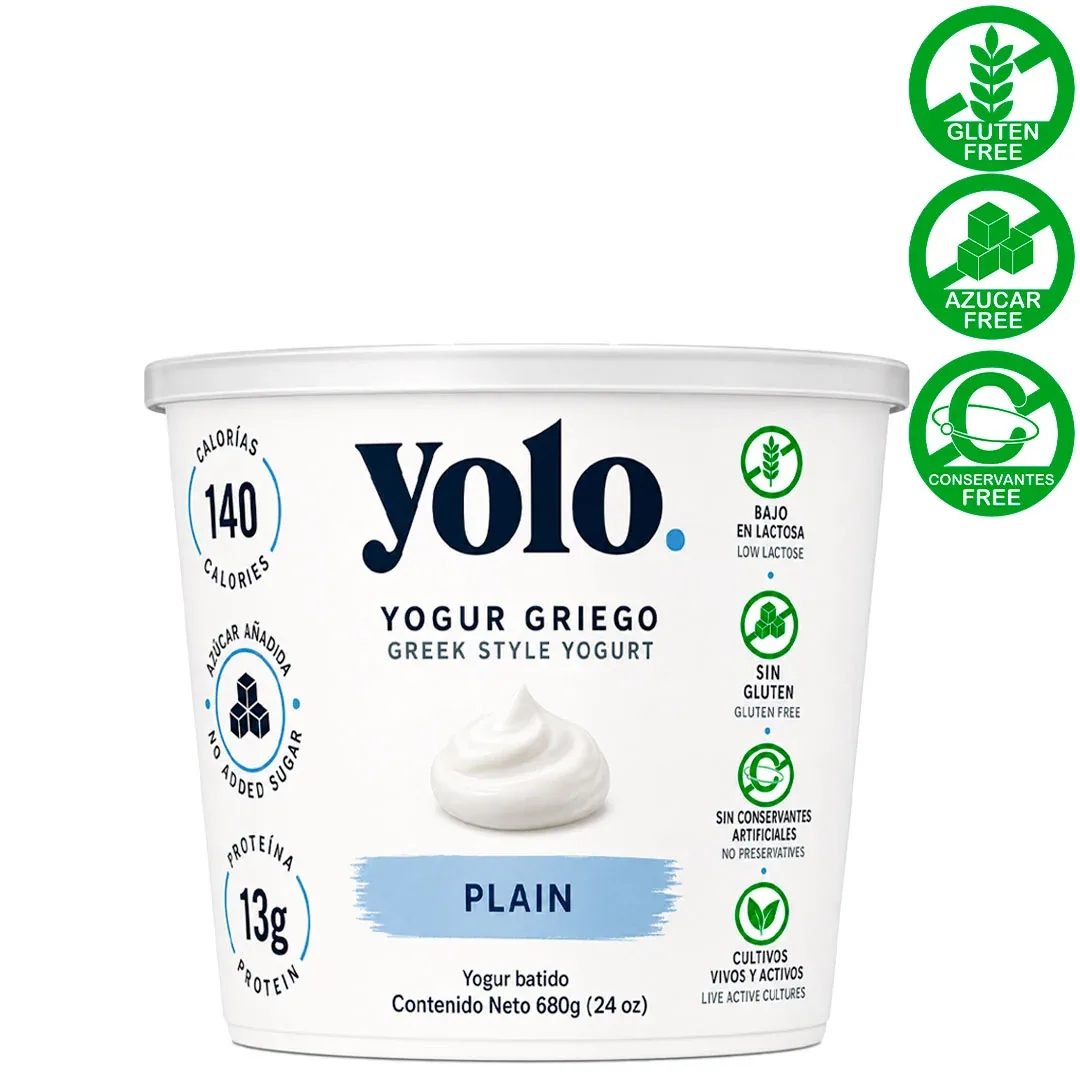 GLUTEN
FREE
AZUCAR
FREE
CONSERVANTES
FREE
CALORÍAS
140
CALORIES
AZÚCAR AÑADIDA
NO ADDED SUGAR
PROTEÍNA
13g
PROTEIN
yolo.
YOGUR GRIEGO
GREEK STYLE YOGURT
PLAIN
Yogur batido
Contenido Neto 680g (24 oz)
BAJO
EN LACTOSA
LOW LACTOSE
SIN
GLUTEN
GLUTEN FREE
SIN CONSERVANTES
ARTIFICIALES
NO PRESERVATIVES
CULTIVOS
VIVOS Y ACTIVOS
LIVE ACTIVE CULTURES